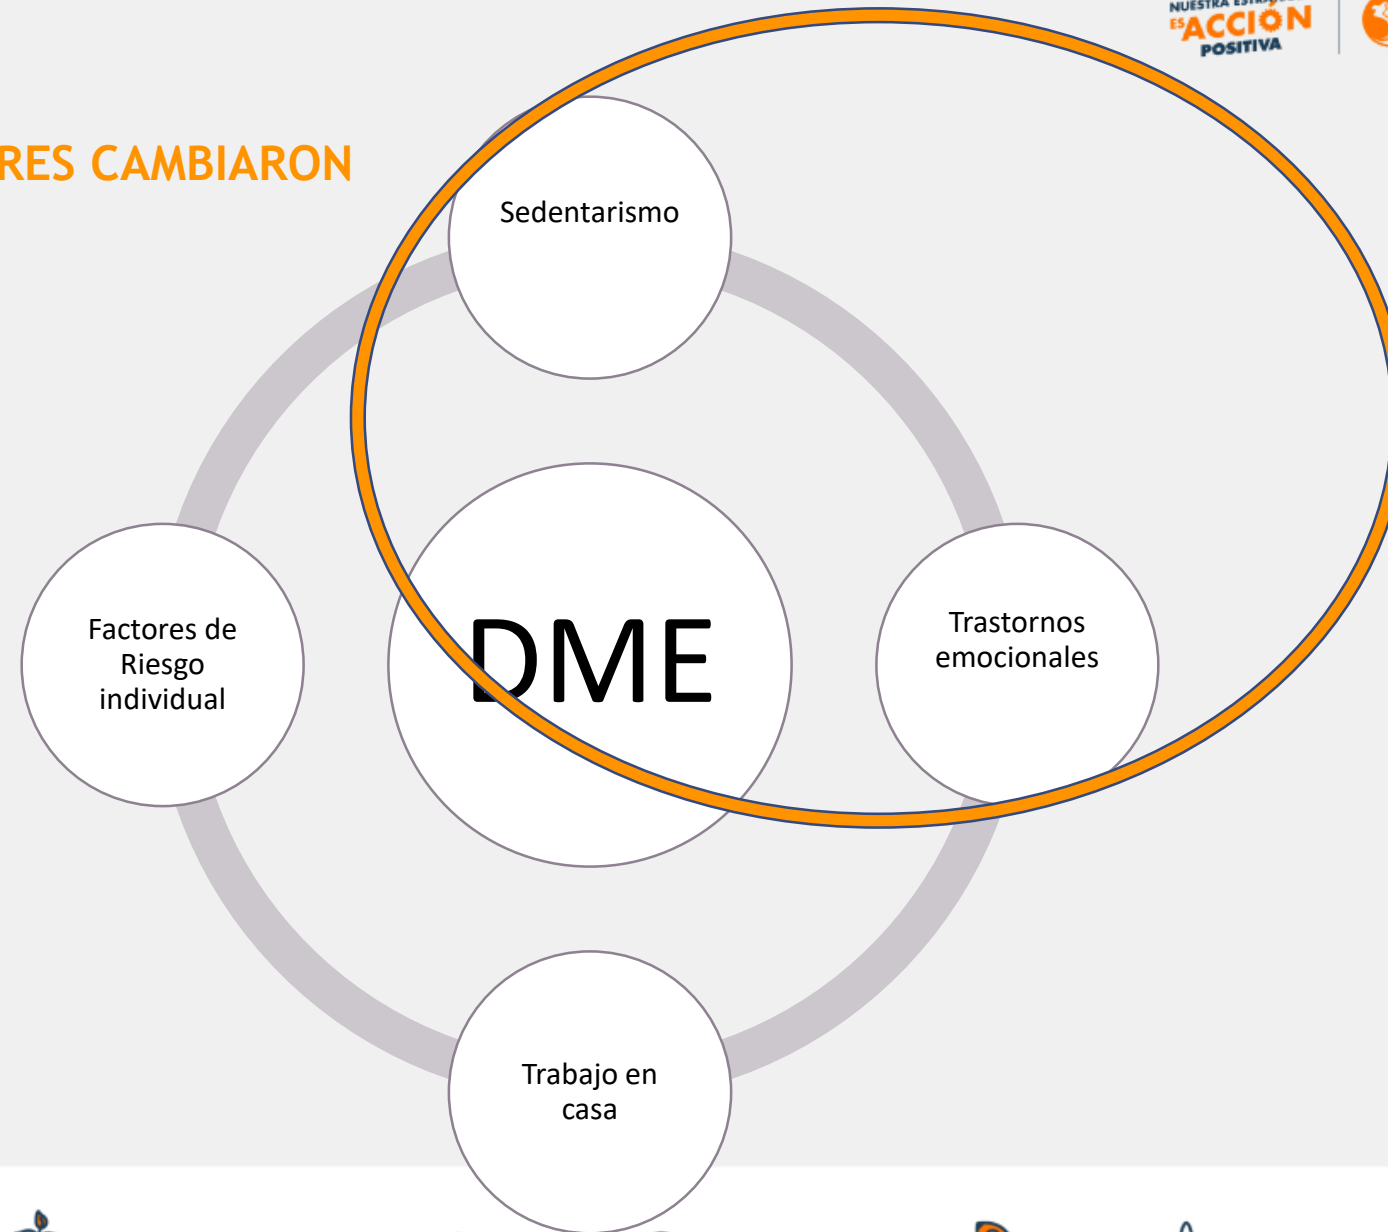 ES ACCIÓN
POSITIVA
RES CAMBIARON
Sedentarismo
Factores de
Riesgo
individual
DME
Trastornos
emocionales
Trabajo en
casa